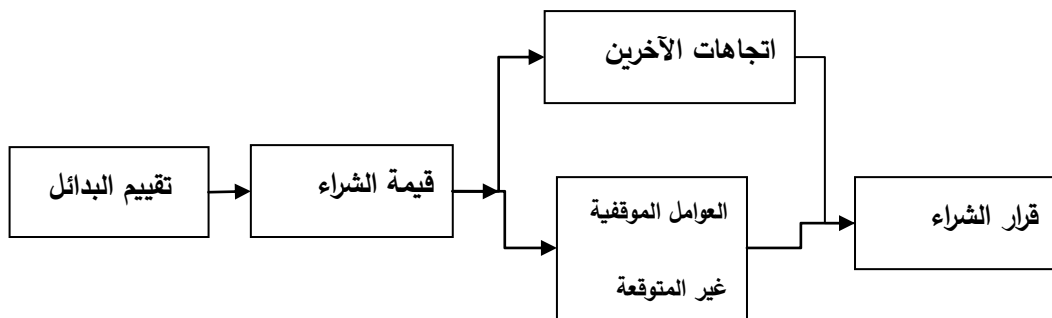 اتجاهات الآخرين
تقييم البدائل
قيمة الشراء
العوامل الموقفية
غير المتوقعة
قرار الشراء